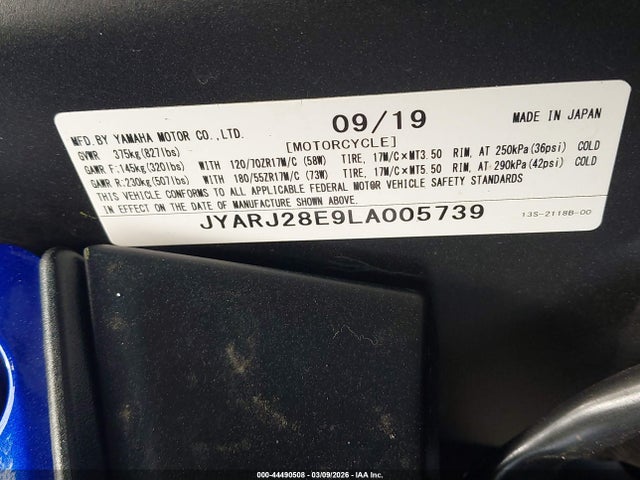 09/19
MADE IN JAPAN
MFD.BY YAMAHA MOTOR CO.,LTD.
[MOTORCYCLE]
GVWR 375kg(827lbs)
GAWR F:145kg(320lbs) WITH 120/70ZR17M/C (58W) TIRE, 17M/C×MT3.50 RIM, AT 250kPa(36psi) COLD
GAWR R:230kg(507lbs) WITH 180/55ZR17M/C (73W) TIRE, 17M/C×MT5.50 RIM, AT 290kPa(42psi) COLD
THIS VEHICLE CONFORMS TO ALL APPLICABLE FEDERAL MOTOR VEHICLE SAFETY STANDARDS
IN EFFECT ON THE DATE OF MANUFACTURE SHOWN ABOVE.
JYARJ28E9LA005739
13S-2118B-00
000-44490508 - 03/09/2026 - IAA Inc.